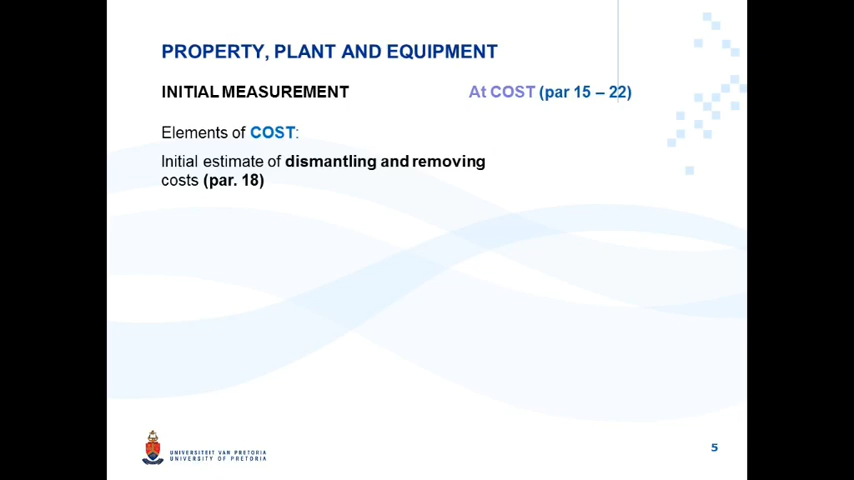 PROPERTY, PLANT AND EQUIPMENT
INITIAL MEASUREMENT At COST (par 15 – 22)
Elements of COST:
Initial estimate of dismantling and removing
costs (par. 18)
UNIVERSITEIT VAN PRETORIA
UNIVERSITY OF PRETORIA
5